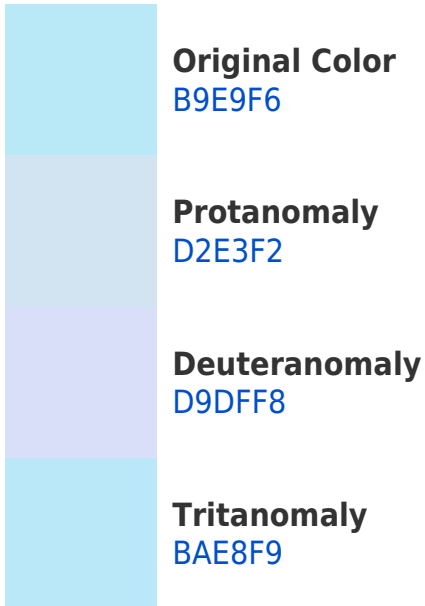 Original Color
B9E9F6
Protanomaly
D2E3F2
Deuteranomaly
D9DFF8
Tritanomaly
BAE8F9